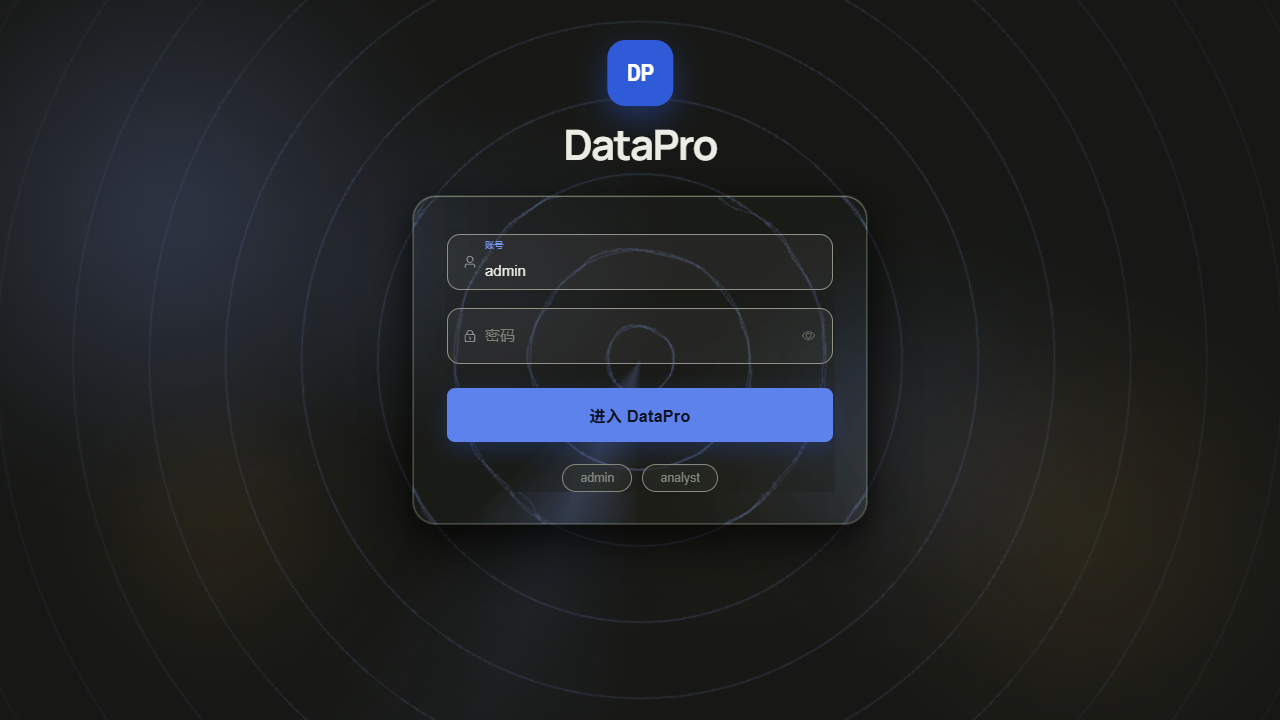 DP
DataPro
账号
admin
密码
进入 DataPro
admin
analyst